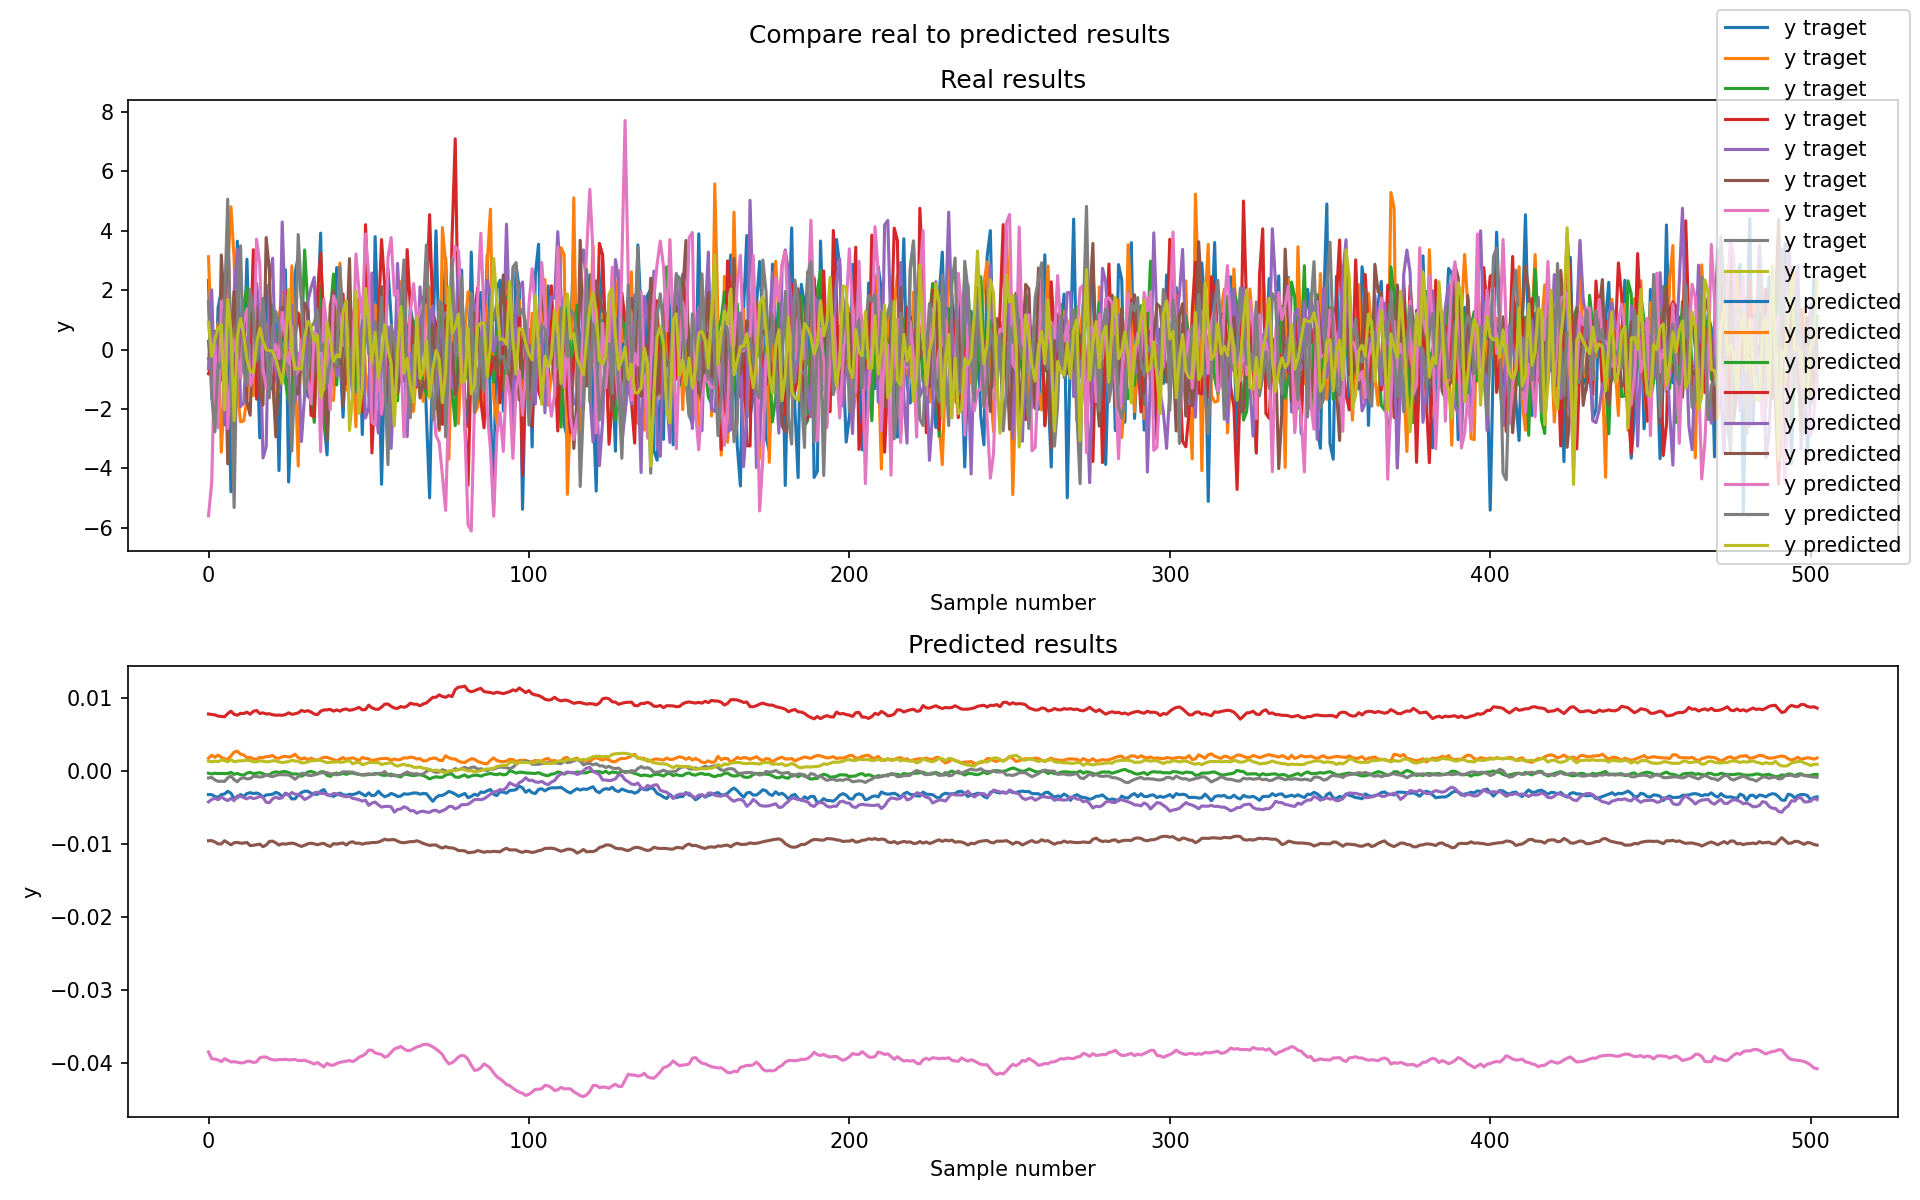 Compare real to predicted results
Real results
y traget
y traget
y traget
y traget
y traget
y traget
y traget
y traget
y traget
y predicted
y predicted
y predicted
y predicted
y predicted
y predicted
y predicted
y predicted
y predicted
8
6
4
2
0
−2
−4
−6
y
0
100
200
300
400
500
Sample number
Predicted results
0.01
0.00
−0.01
−0.02
−0.03
−0.04
y
0
100
200
300
400
500
Sample number